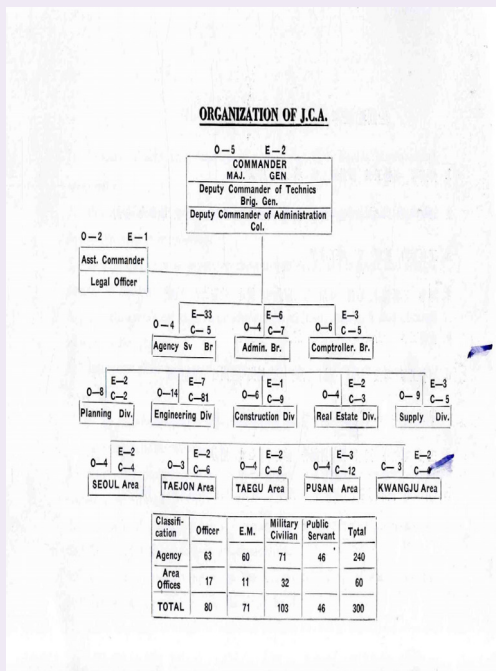 ORGANIZATION OF J.C.A.
O—5 E—2
COMMANDER
MAJ. GEN
Deputy Commander of Technics
Brig. Gen.
Deputy Commander of Administration
Col.
O—2 E—1
Asst. Commander
Legal Officer
E—33 E—6 E—3
O—4 C—5 O—4 C—7 O—6 C—5
Agency Sv Br Admin. Br. Comptroller. Br.
E—2 E—7 E—1 E—2 E—3
O—8 C—2 O—14 C—81 O—6 C—9 O—4 C—3 O—9 C—5
Planning Div. Engineering Div Construction Div Real Estate Div. Supply Div.
E—2 E—2 E—2 E—3 E—2
O—4 C—4 O—3 C—6 O—4 C—6 O—4 C—12 C—3
SEOUL Area TAEJON Area TAEGU Area PUSAN Area KWANGJU Area
Classifi- Military Public
cation Officer E.M. Civilian Servant Total
Agency 63 60 71 46 240
Area
Offices 17 11 32 60
TOTAL 80 71 103 46 300